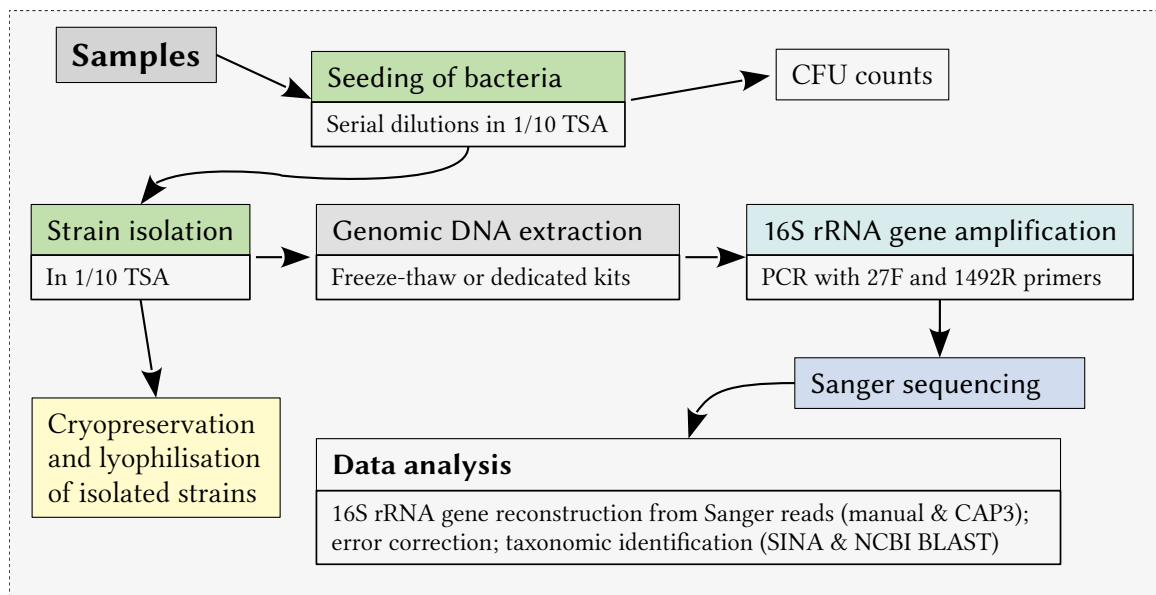 Samples
Seeding of bacteria
Serial dilutions in 1/10 TSA
CFU counts
Strain isolation
In 1/10 TSA
Genomic DNA extraction
Freeze-thaw or dedicated kits
16S rRNA gene amplification
PCR with 27F and 1492R primers
Sanger sequencing
Cryopreservation
and lyophilisation
of isolated strains
Data analysis
16S rRNA gene reconstruction from Sanger reads (manual & CAP3);
error correction; taxonomic identification (SINA & NCBI BLAST)